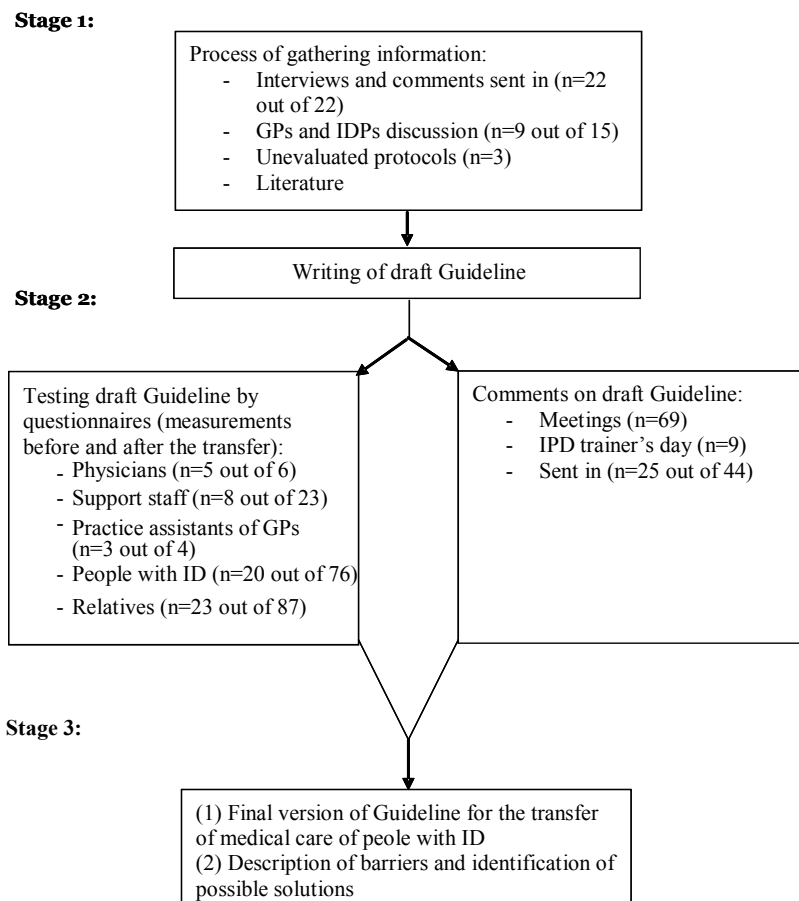 Stage 1:
Process of gathering information:
- Interviews and comments sent in (n=22
out of 22)
- GPs and IDPs discussion (n=9 out of 15)
- Unevaluated protocols (n=3)
- Literature
Writing of draft Guideline
Stage 2:
Testing draft Guideline by
questionnaires (measurements
before and after the transfer):
- Physicians (n=5 out of 6)
- Support staff (n=8 out of 23)
- Practice assistants of GPs
(n=3 out of 4)
- People with ID (n=20 out of 76)
- Relatives (n=23 out of 87)
Comments on draft Guideline:
- Meetings (n=69)
- IPD trainer's day (n=9)
- Sent in (n=25 out of 44)
Stage 3:
(1) Final version of Guideline for the transfer
of medical care of peole with ID
(2) Description of barriers and identification of
possible solutions